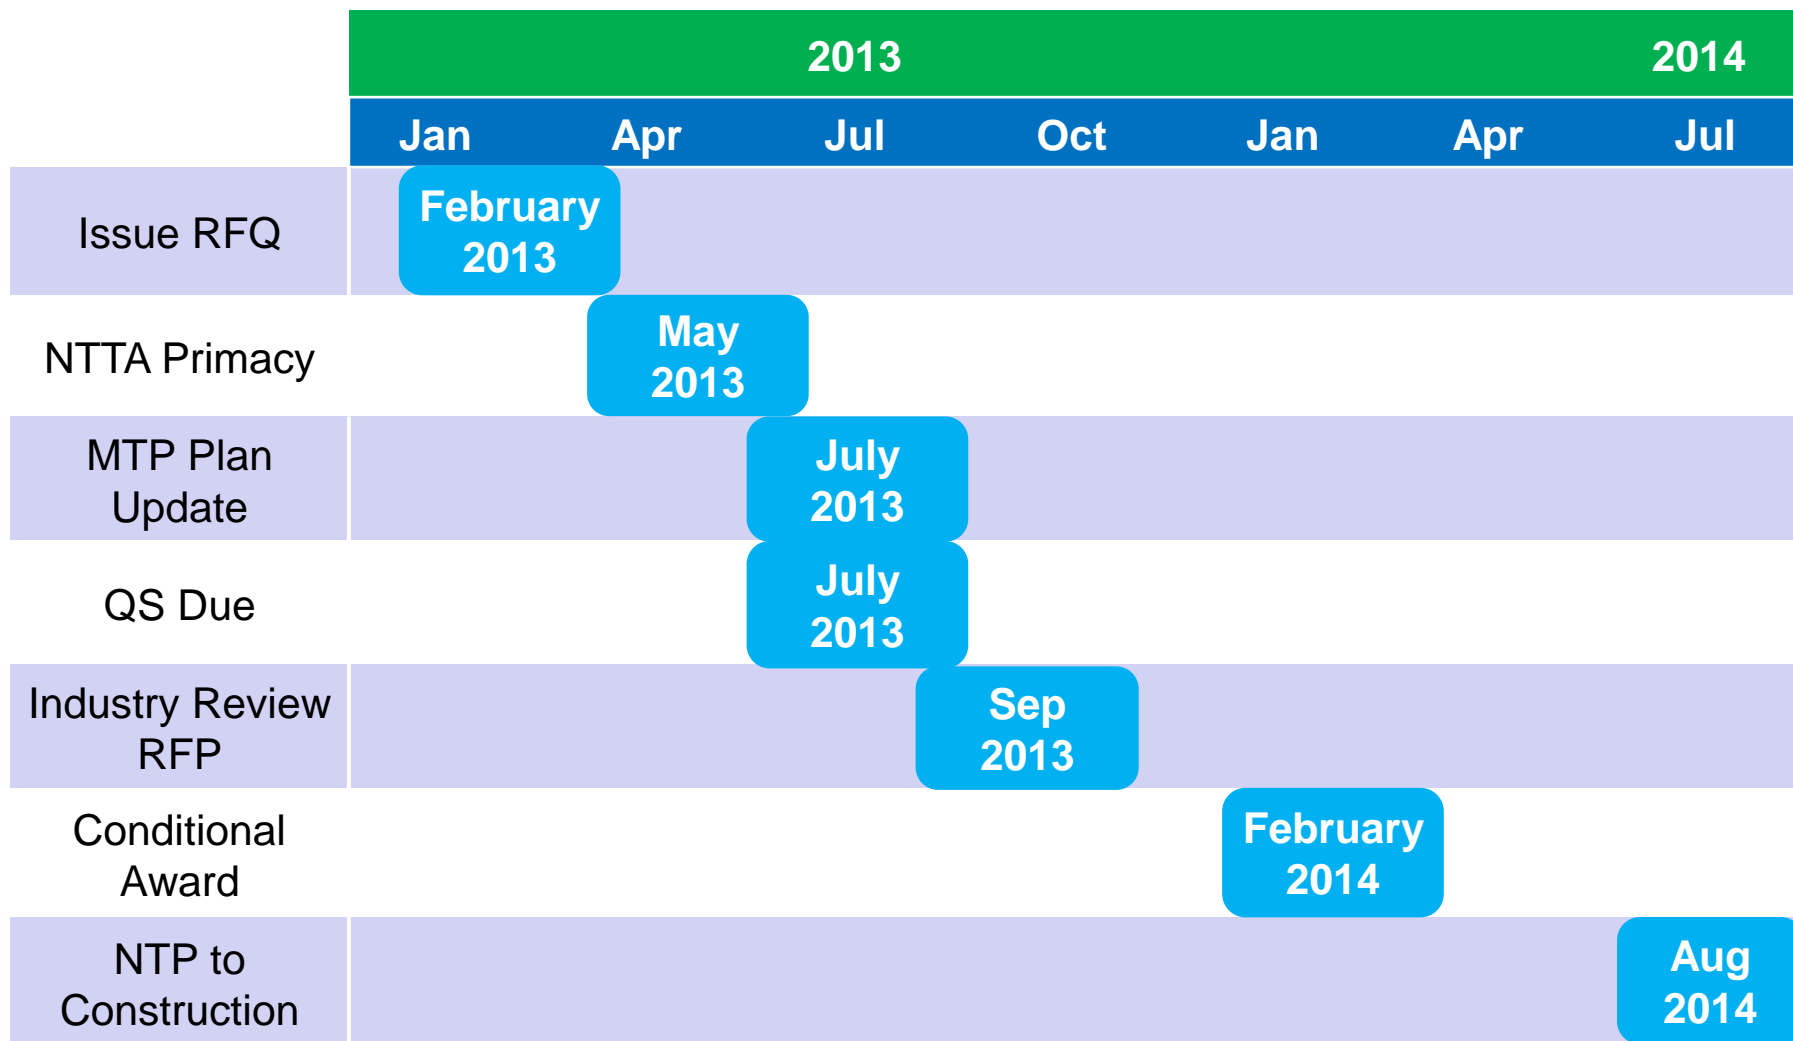 2013 2014
Jan Apr Jul Oct Jan Apr Jul
Issue RFQ
February
2013
NTTA Primacy
May
2013
MTP Plan
Update
July
2013
QS Due
July
2013
Industry Review
RFP
Sep
2013
Conditional
Award
February
2014
NTP to
Construction
Aug
2014